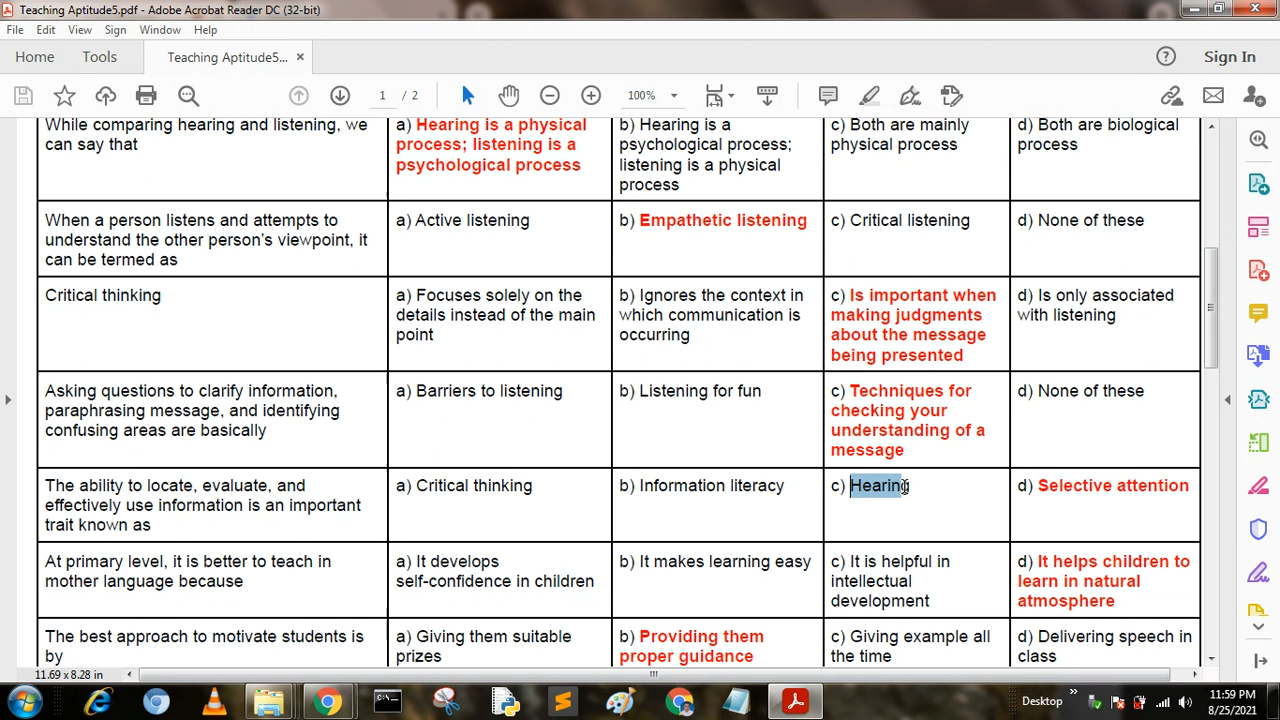 Teaching Aptitude5.pdf - Adobe Acrobat Reader DC (32-bit)
File Edit View Sign Window Help
Home Tools Teaching Aptitude5... × Sign In
1 / 2 100%
While comparing hearing and listening, we can say that
a) Hearing is a physical process; listening is a psychological process
b) Hearing is a psychological process; listening is a physical process
c) Both are mainly physical process
d) Both are biological process
When a person listens and attempts to understand the other person's viewpoint, it can be termed as
a) Active listening
b) Empathetic listening
c) Critical listening
d) None of these
Critical thinking
a) Focuses solely on the details instead of the main point
b) Ignores the context in which communication is occurring
c) Is important when making judgments about the message being presented
d) Is only associated with listening
Asking questions to clarify information, paraphrasing message, and identifying confusing areas are basically
a) Barriers to listening
b) Listening for fun
c) Techniques for checking your understanding of a message
d) None of these
The ability to locate, evaluate, and effectively use information is an important trait known as
a) Critical thinking
b) Information literacy
c) Hearing
d) Selective attention
At primary level, it is better to teach in mother language because
a) It develops self-confidence in children
b) It makes learning easy
c) It is helpful in intellectual development
d) It helps children to learn in natural atmosphere
The best approach to motivate students is by
a) Giving them suitable prizes
b) Providing them proper guidance
c) Giving example all the time
d) Delivering speech in class
11.69 x 8.28 in
Desktop
11:59 PM
8/25/2021